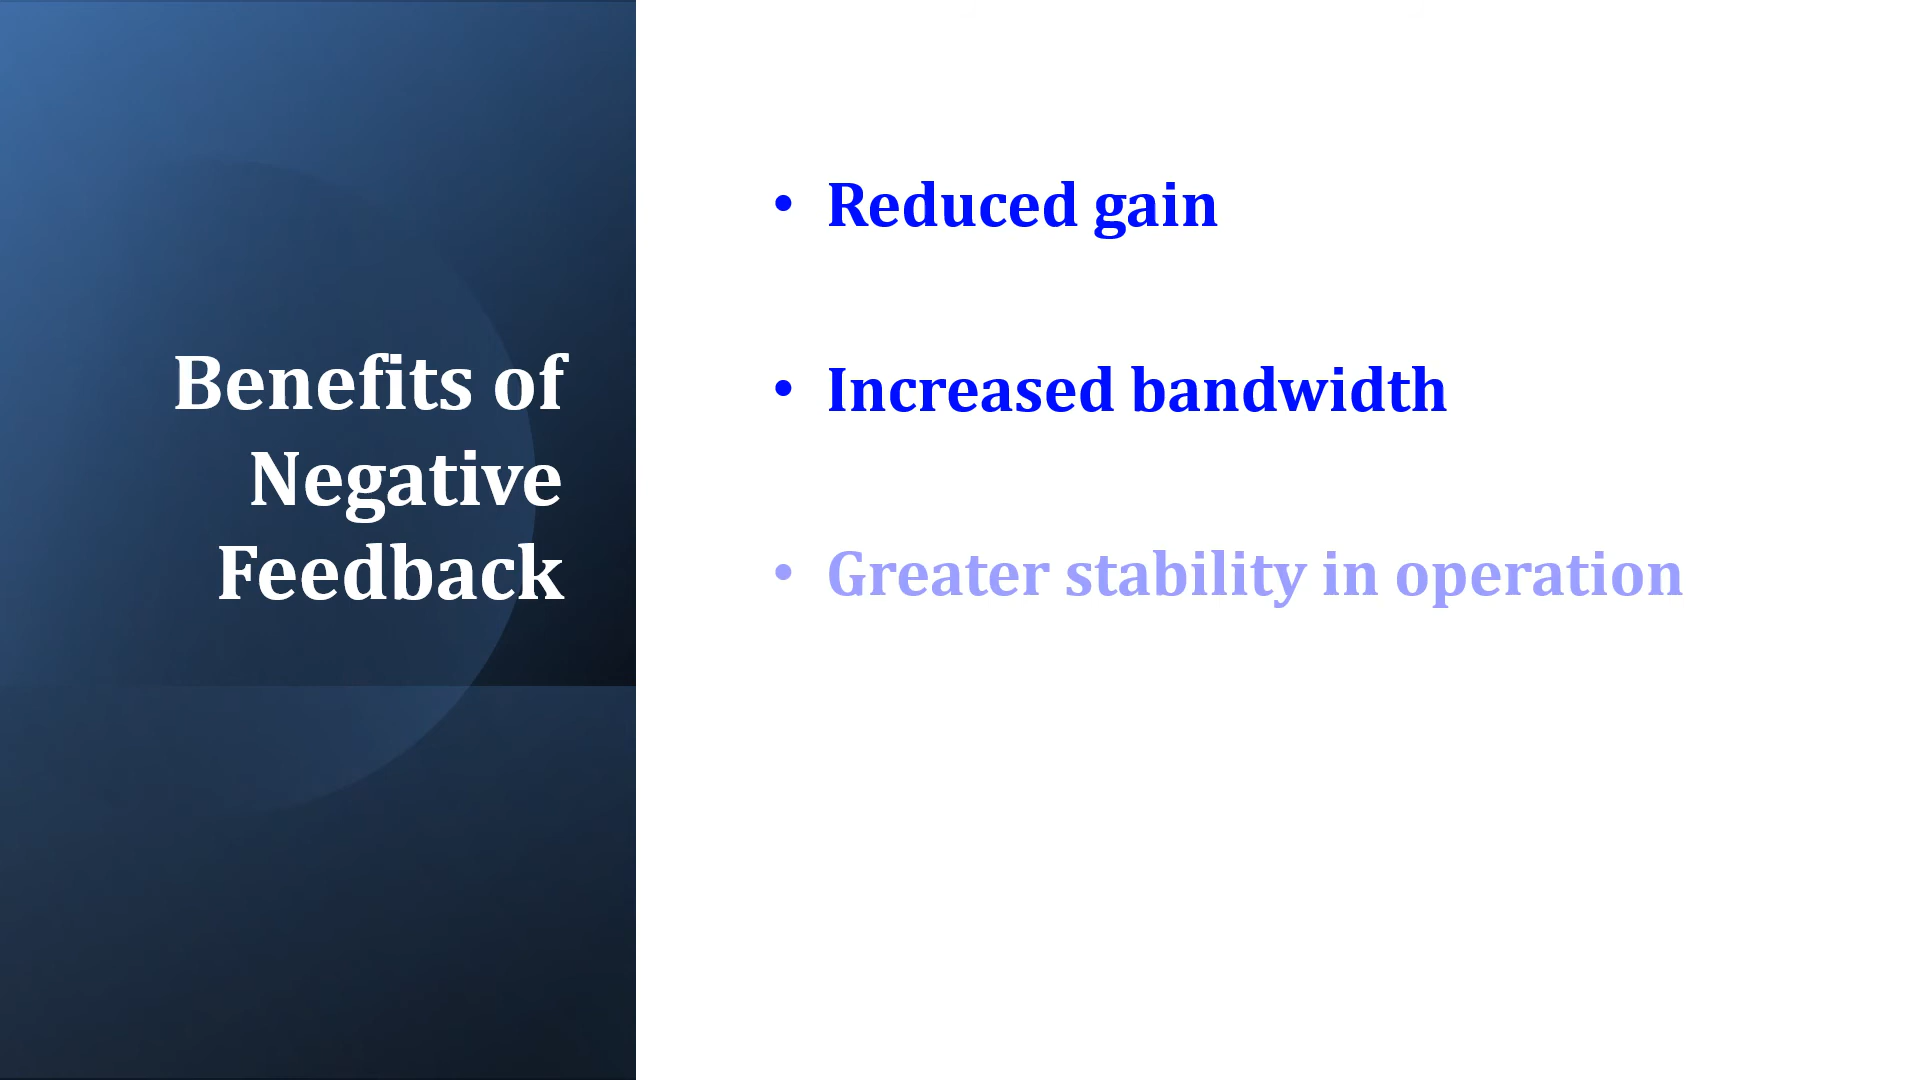 Benefits of
Negative
Feedback
• Reduced gain
• Increased bandwidth
• Greater stability in operation